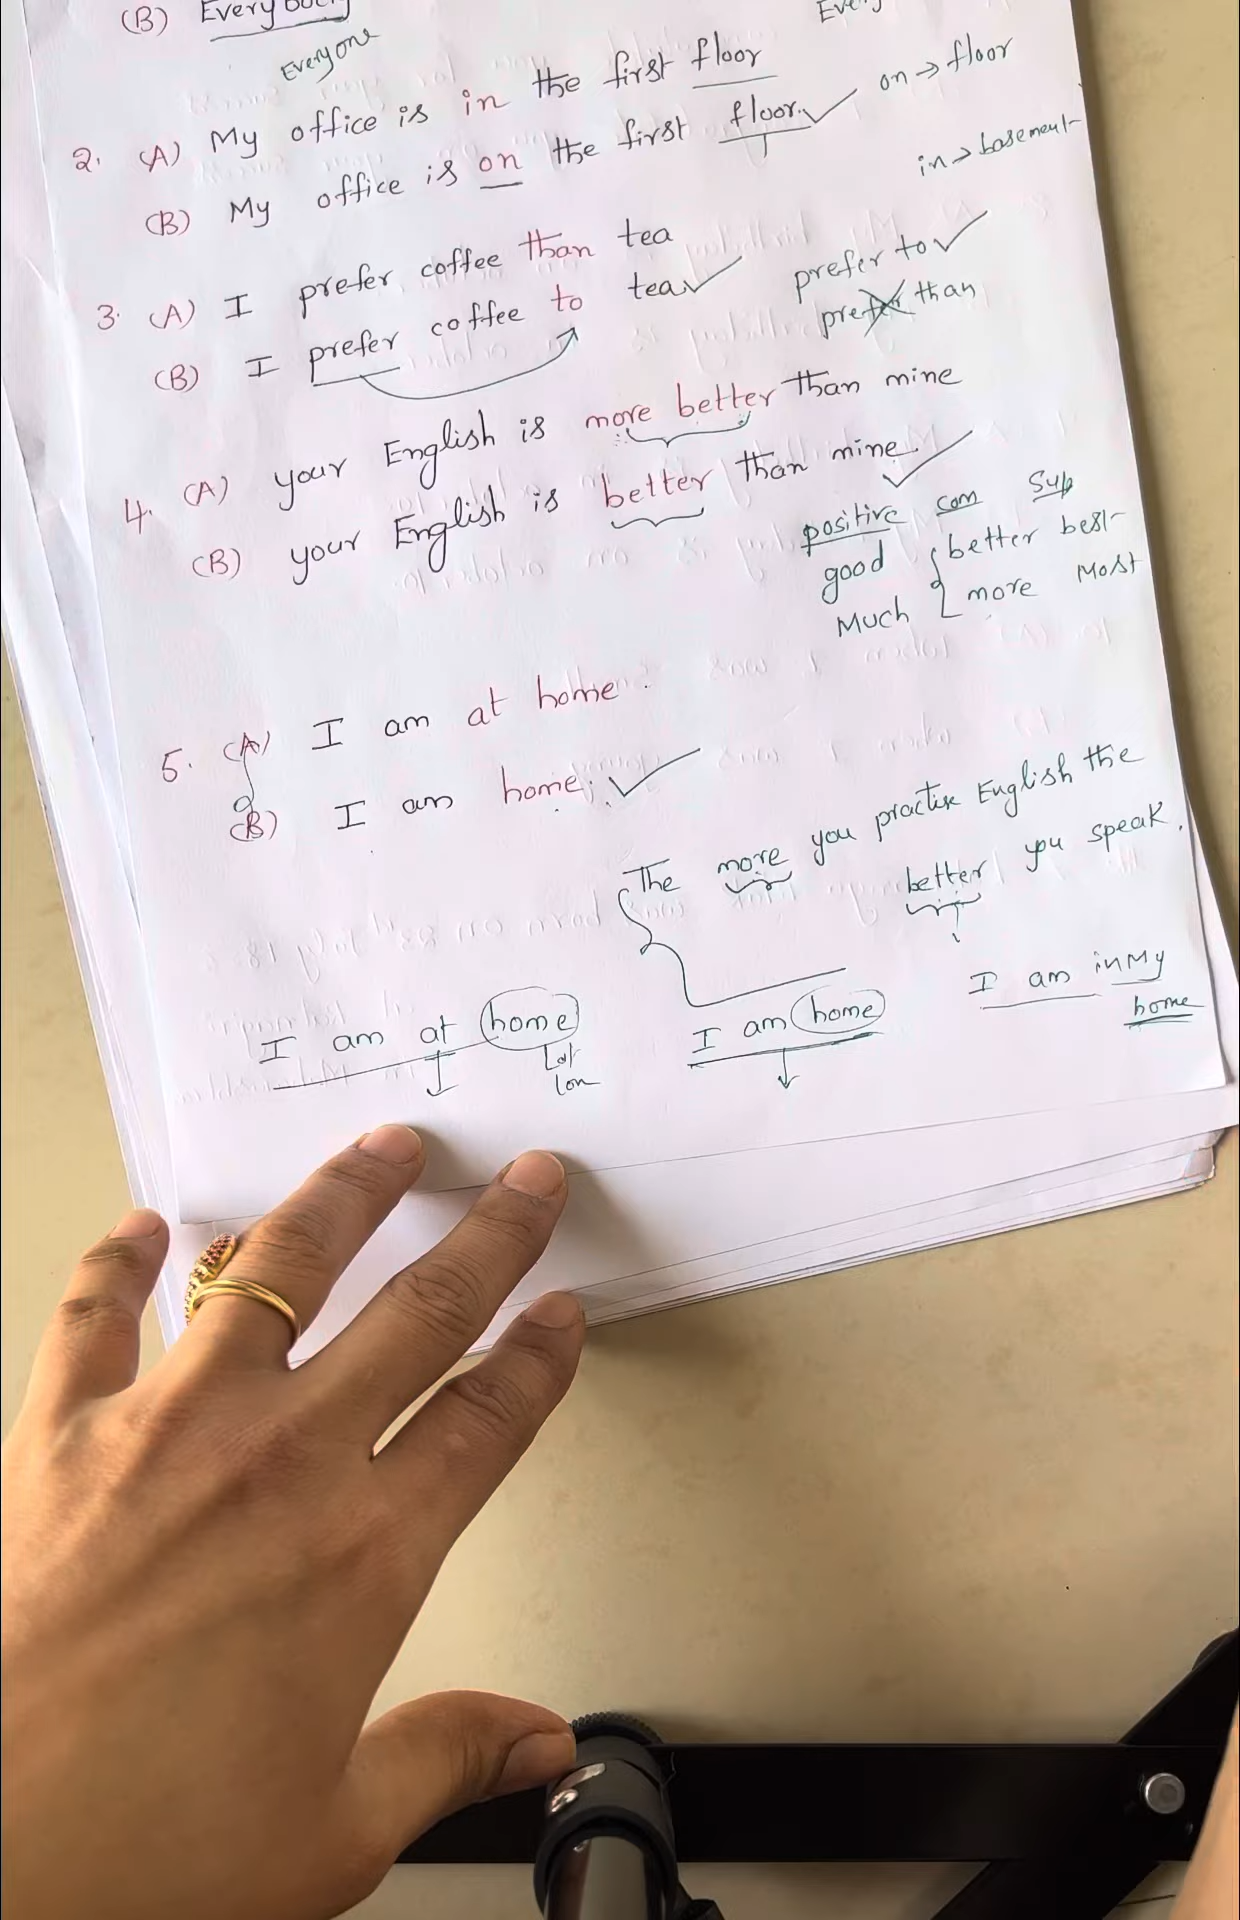 (B) Everybody
Everyone
Every
2. (A) My office is in the first floor
(B) My office is on the first floor.
on → floor
in → basement
3. (A) I prefer coffee than tea
(B) I prefer coffee to tea
prefer to
prefer than
4. (A) your English is more better than mine
(B) your English is better than mine.
positive com Sup
good better best
Much more Most
5. (A) I am at home.
(B) I am home.
The more you practise English the
better you speak.
I am at home
I am home
I am in My
home